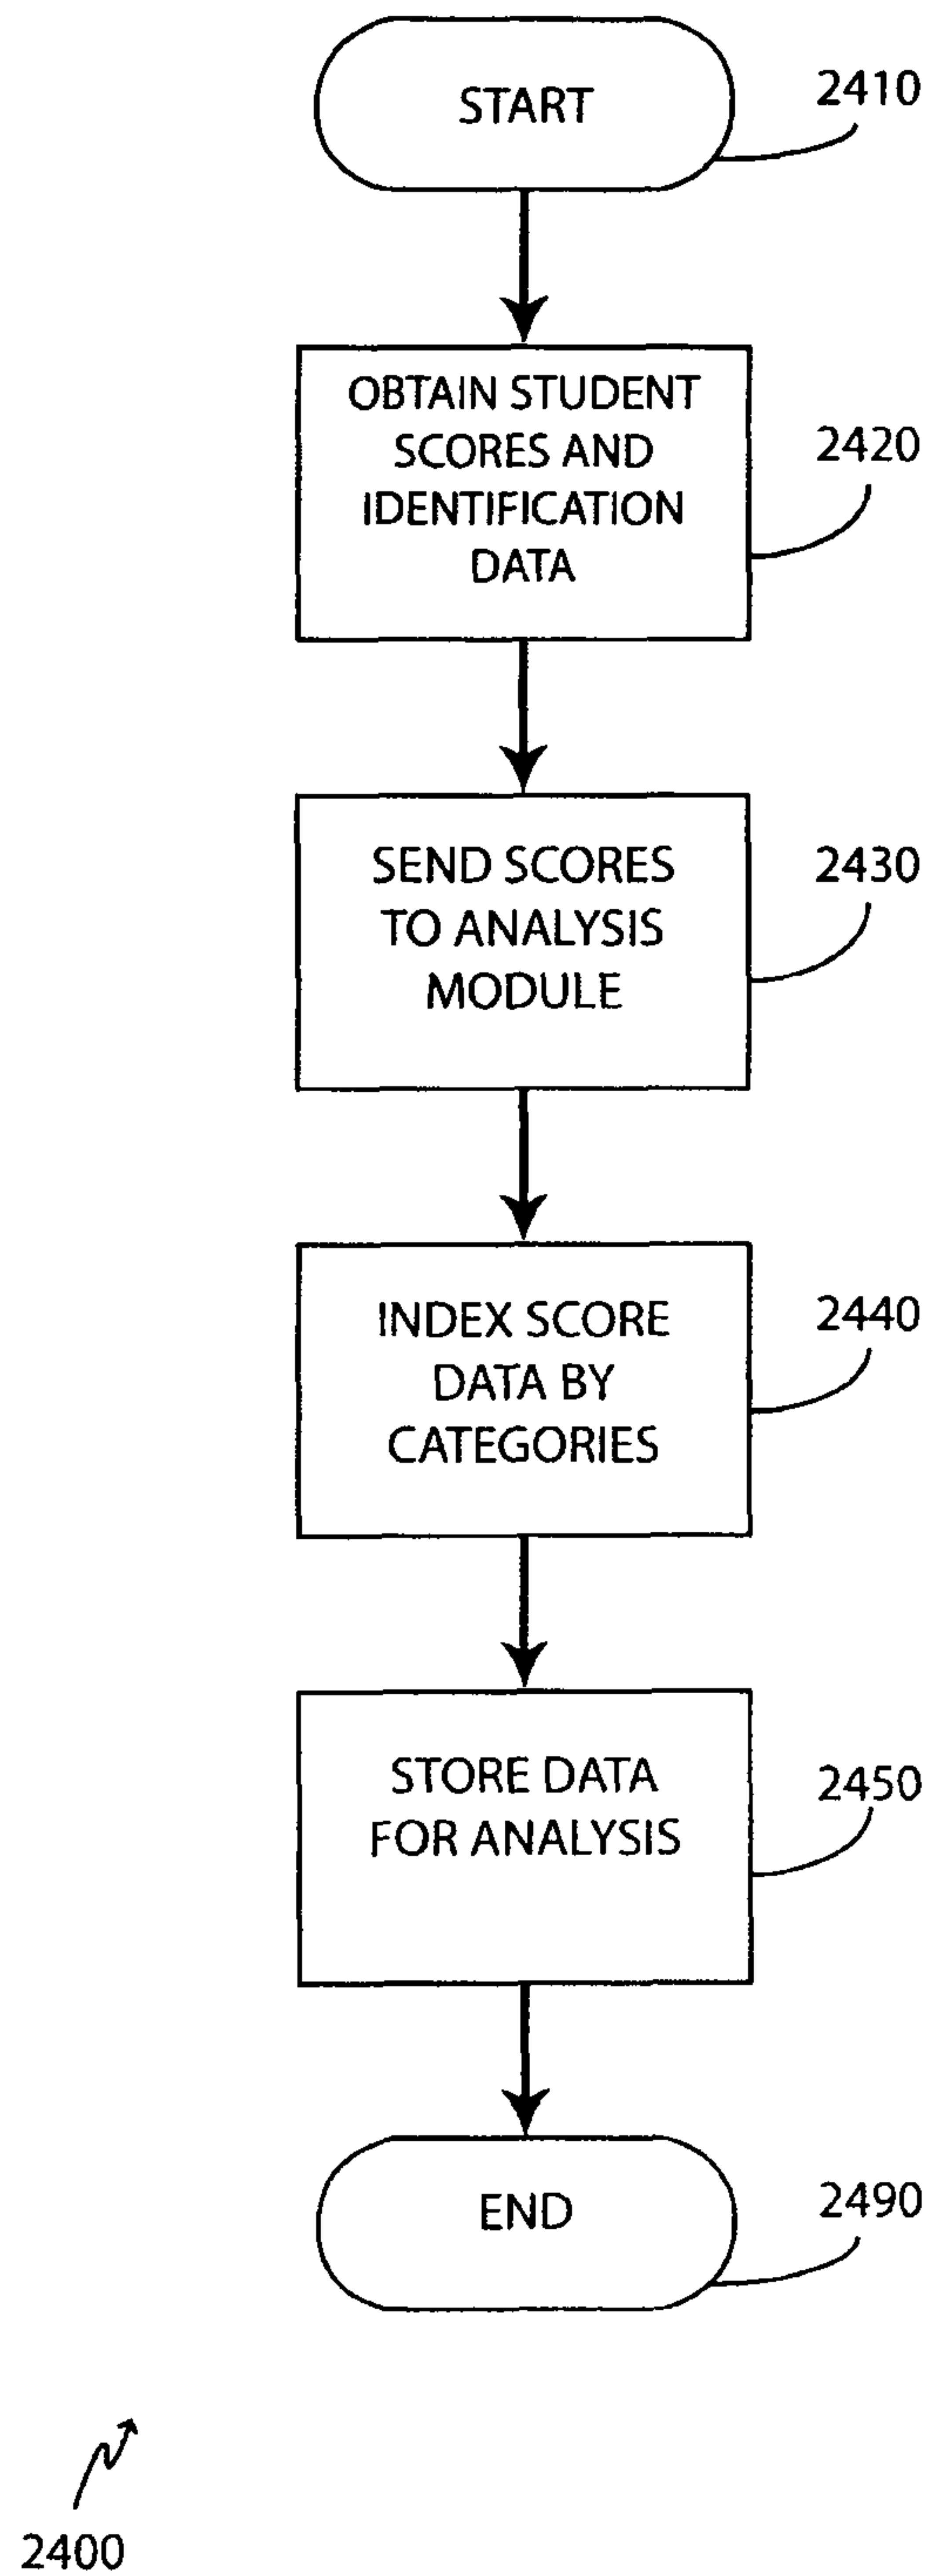 START
2410
OBTAIN STUDENT
SCORES AND
IDENTIFICATION
DATA
2420
SEND SCORES
TO ANALYSIS
MODULE
2430
INDEX SCORE
DATA BY
CATEGORIES
2440
STORE DATA
FOR ANALYSIS
2450
END
2490
2400